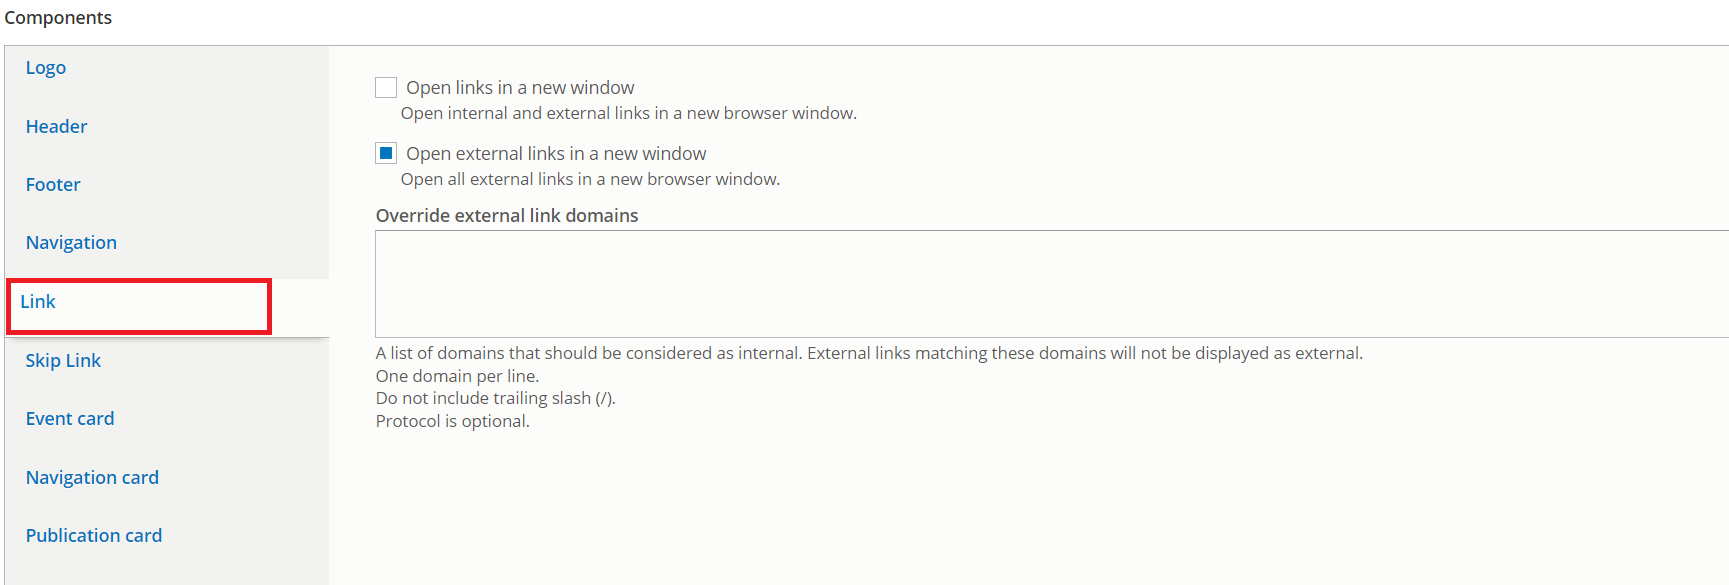 Components
Logo
Header
Footer
Navigation
Link
Skip Link
Event card
Navigation card
Publication card
Open links in a new window
Open internal and external links in a new browser window.
Open external links in a new window
Open all external links in a new browser window.
Override external link domains
A list of domains that should be considered as internal. External links matching these domains will not be displayed as external.
One domain per line.
Do not include trailing slash (/).
Protocol is optional.